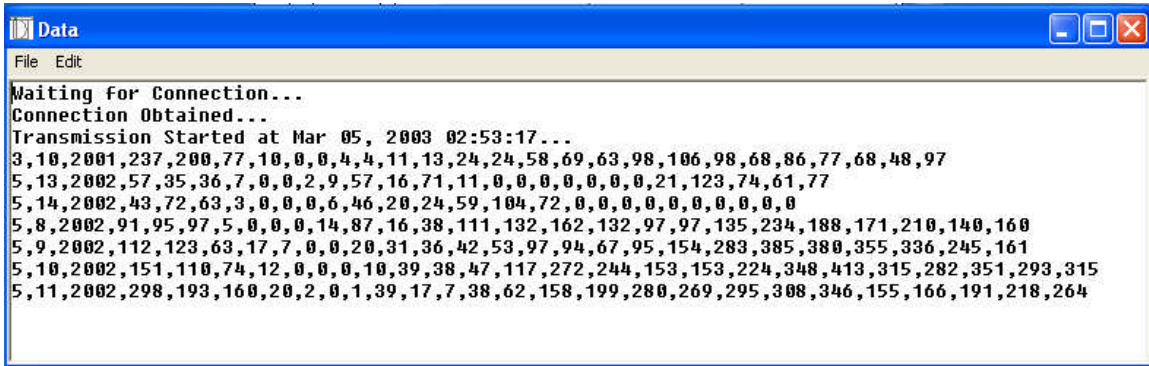 Data
File Edit
Waiting for Connection...
Connection Obtained...
Transmission Started at Mar 05, 2003 02:53:17...
3,10,2001,237,200,77,10,0,0,4,4,11,13,24,24,58,69,63,98,106,98,68,86,77,68,48,97
5,13,2002,57,35,36,7,0,0,2,9,57,16,71,11,0,0,0,0,0,0,0,21,123,74,61,77
5,14,2002,43,72,63,3,0,0,0,6,46,20,24,59,104,72,0,0,0,0,0,0,0,0,0,0
5,8,2002,91,95,97,5,0,0,0,14,87,16,38,111,132,162,132,97,97,135,234,188,171,210,140,160
5,9,2002,112,123,63,17,7,0,0,20,31,36,42,53,97,94,67,95,154,283,385,380,355,336,245,161
5,10,2002,151,110,74,12,0,0,0,10,39,38,47,117,272,244,153,153,224,348,413,315,282,351,293,315
5,11,2002,298,193,160,20,2,0,1,39,17,7,38,62,158,199,280,269,295,308,346,155,166,191,218,264